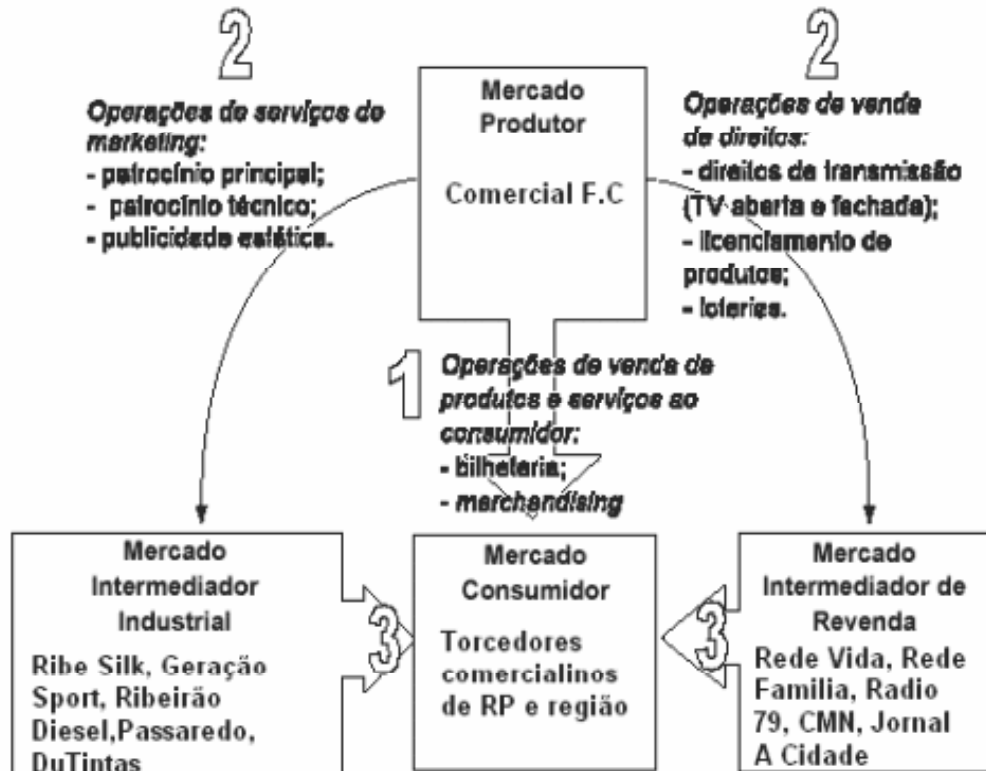 2
Operações de serviços de
marketing:
- patrocínio principal;
- patrocínio técnico;
- publicidade estática.
Mercado
Produtor
Comercial F.C
2
Operações de venda
de direitos:
- direitos de transmissão
(TV aberta e fechada);
- licenciamento de
produtos;
- loterias.
1
Operações de venda de
produtos e serviços ao
consumidor:
- bilheteria;
- merchandising
Mercado
Intermediador
Industrial
Ribe Silk, Geração
Sport, Ribeirão
Diesel,Passaredo,
DuTintas
3
Mercado
Consumidor
Torcedores
comercialinos
de RP e região
3
Mercado
Intermediador de
Revenda
Rede Vida, Rede
Familia, Radio
79, CMN, Jornal
A Cidade